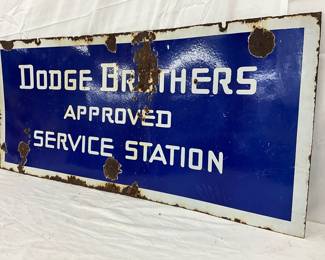 DODGE BROTHERS
APPROVED
SERVICE STATION